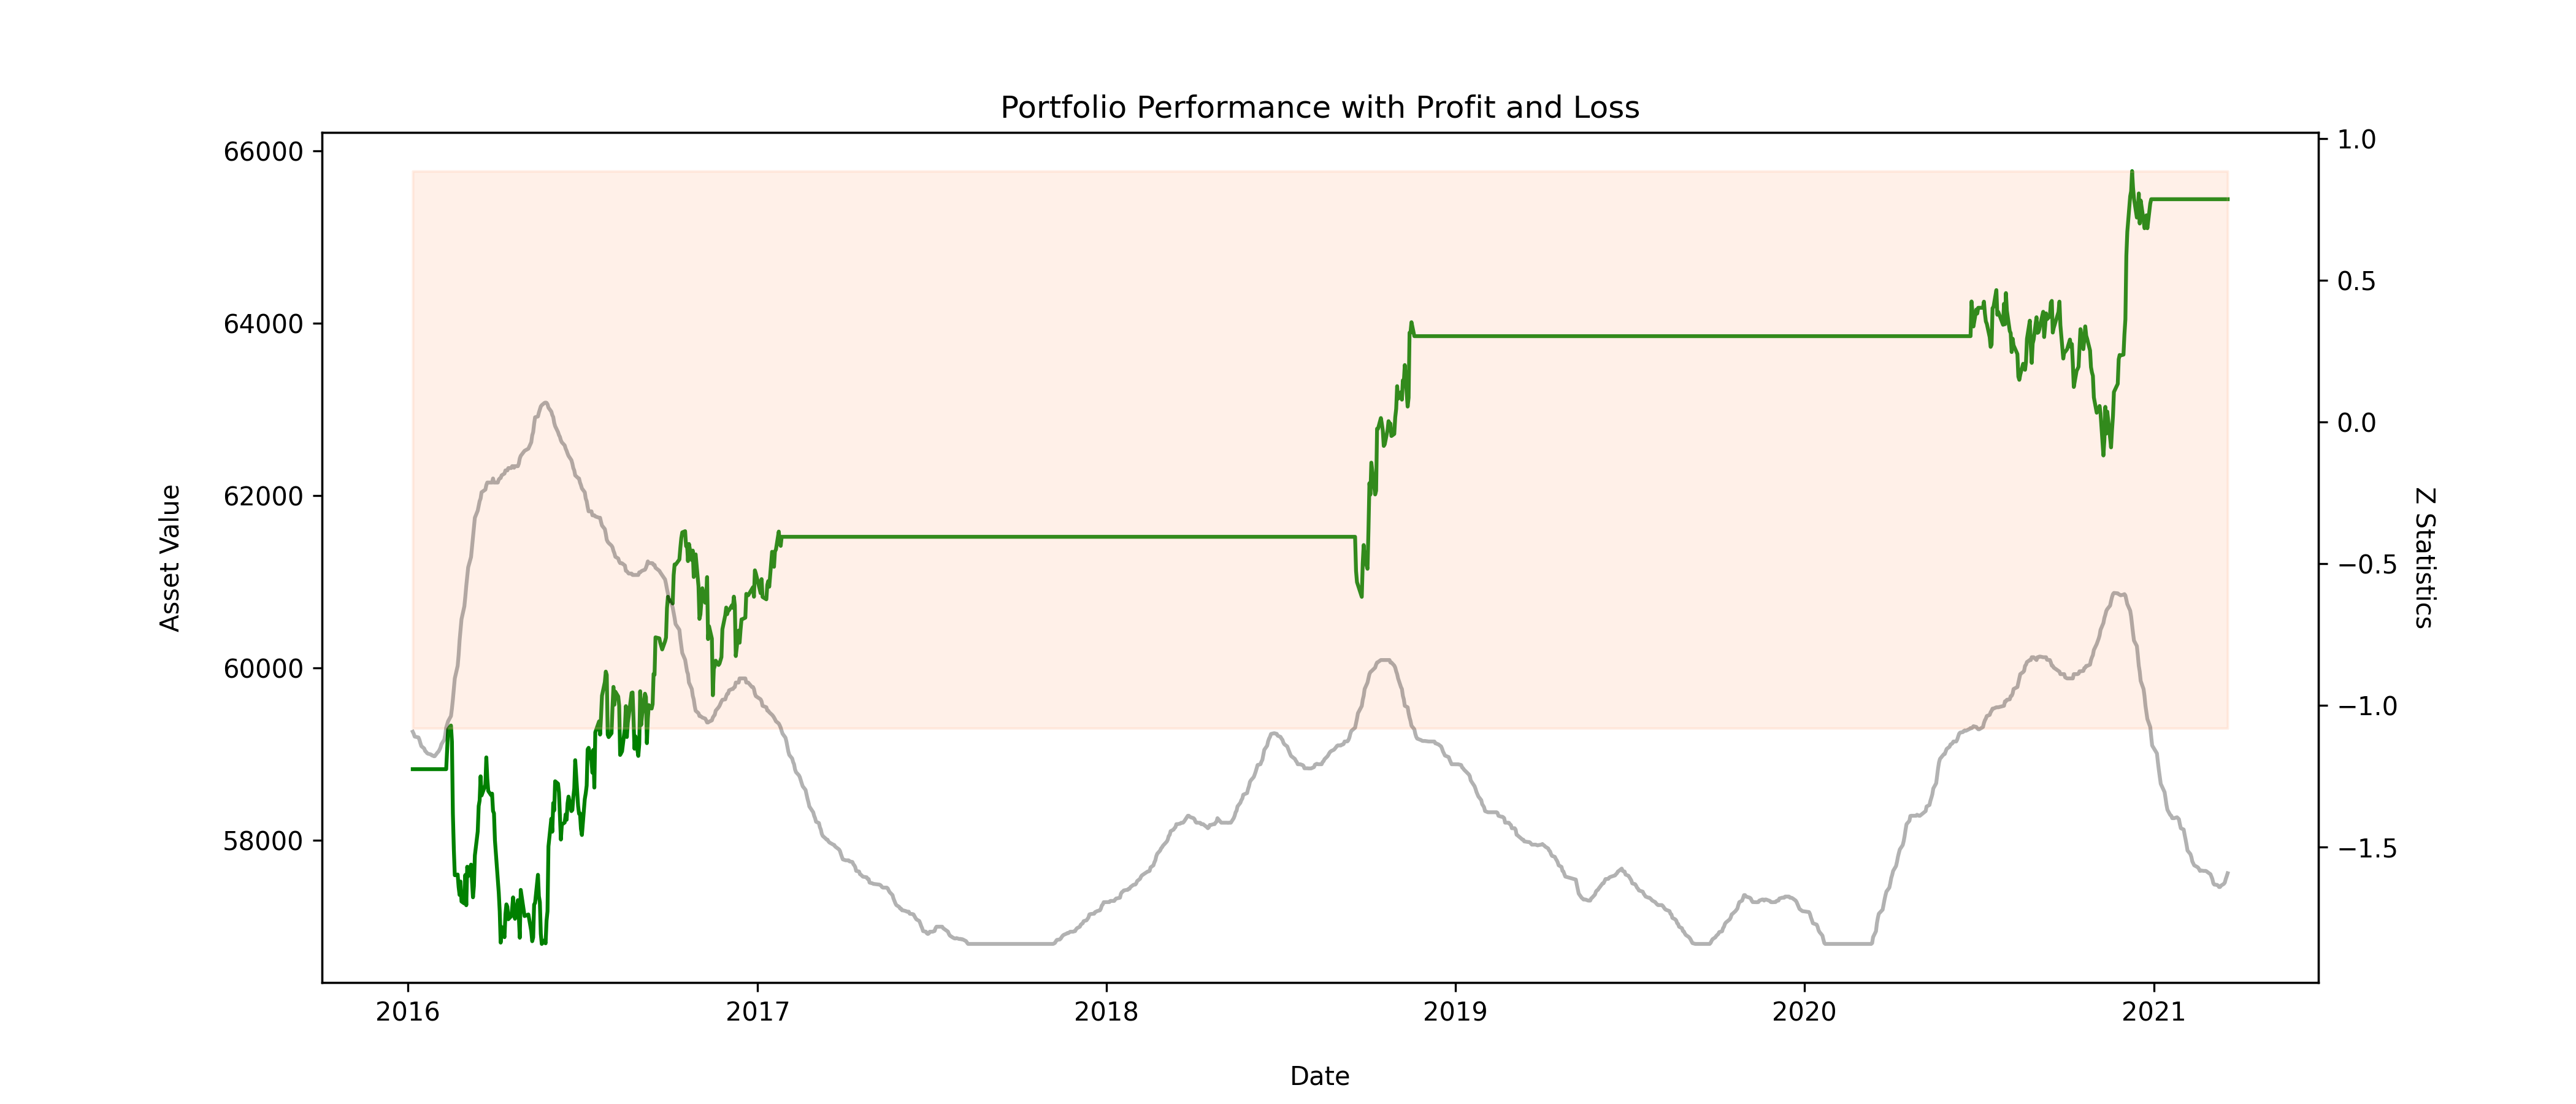 Portfolio Performance with Profit and Loss
66000
64000
62000
60000
58000
Asset Value
1.0
0.5
0.0
−0.5
−1.0
−1.5
Z Statistics
2016 2017 2018 2019 2020 2021
Date